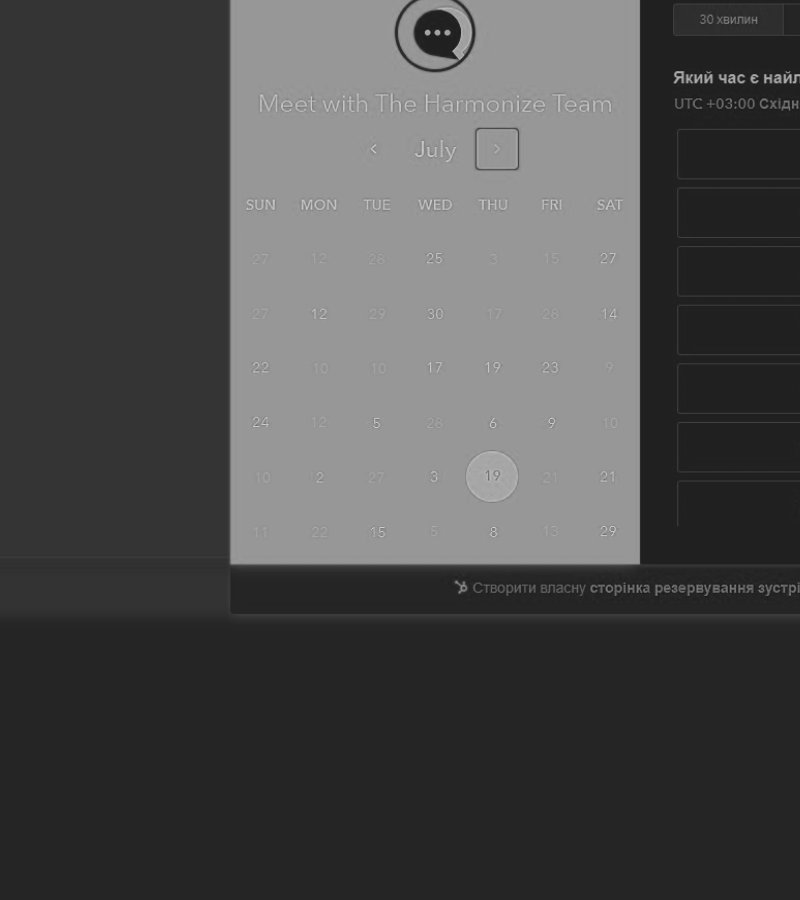 30 хвилин
Meet with The Harmonize Team
July
SUN MON TUE WED THU FRI SAT
27 12 28 25 3 15 27
27 12 29 30 17 28 14
22 10 10 17 19 23 9
24 12 5 28 6 9 10
10 2 27 3 19 21 21
11 22 15 5 8 13 29
Який час є найл
UTC +03:00 Східн
Створити власну сторінка резервування зустрі